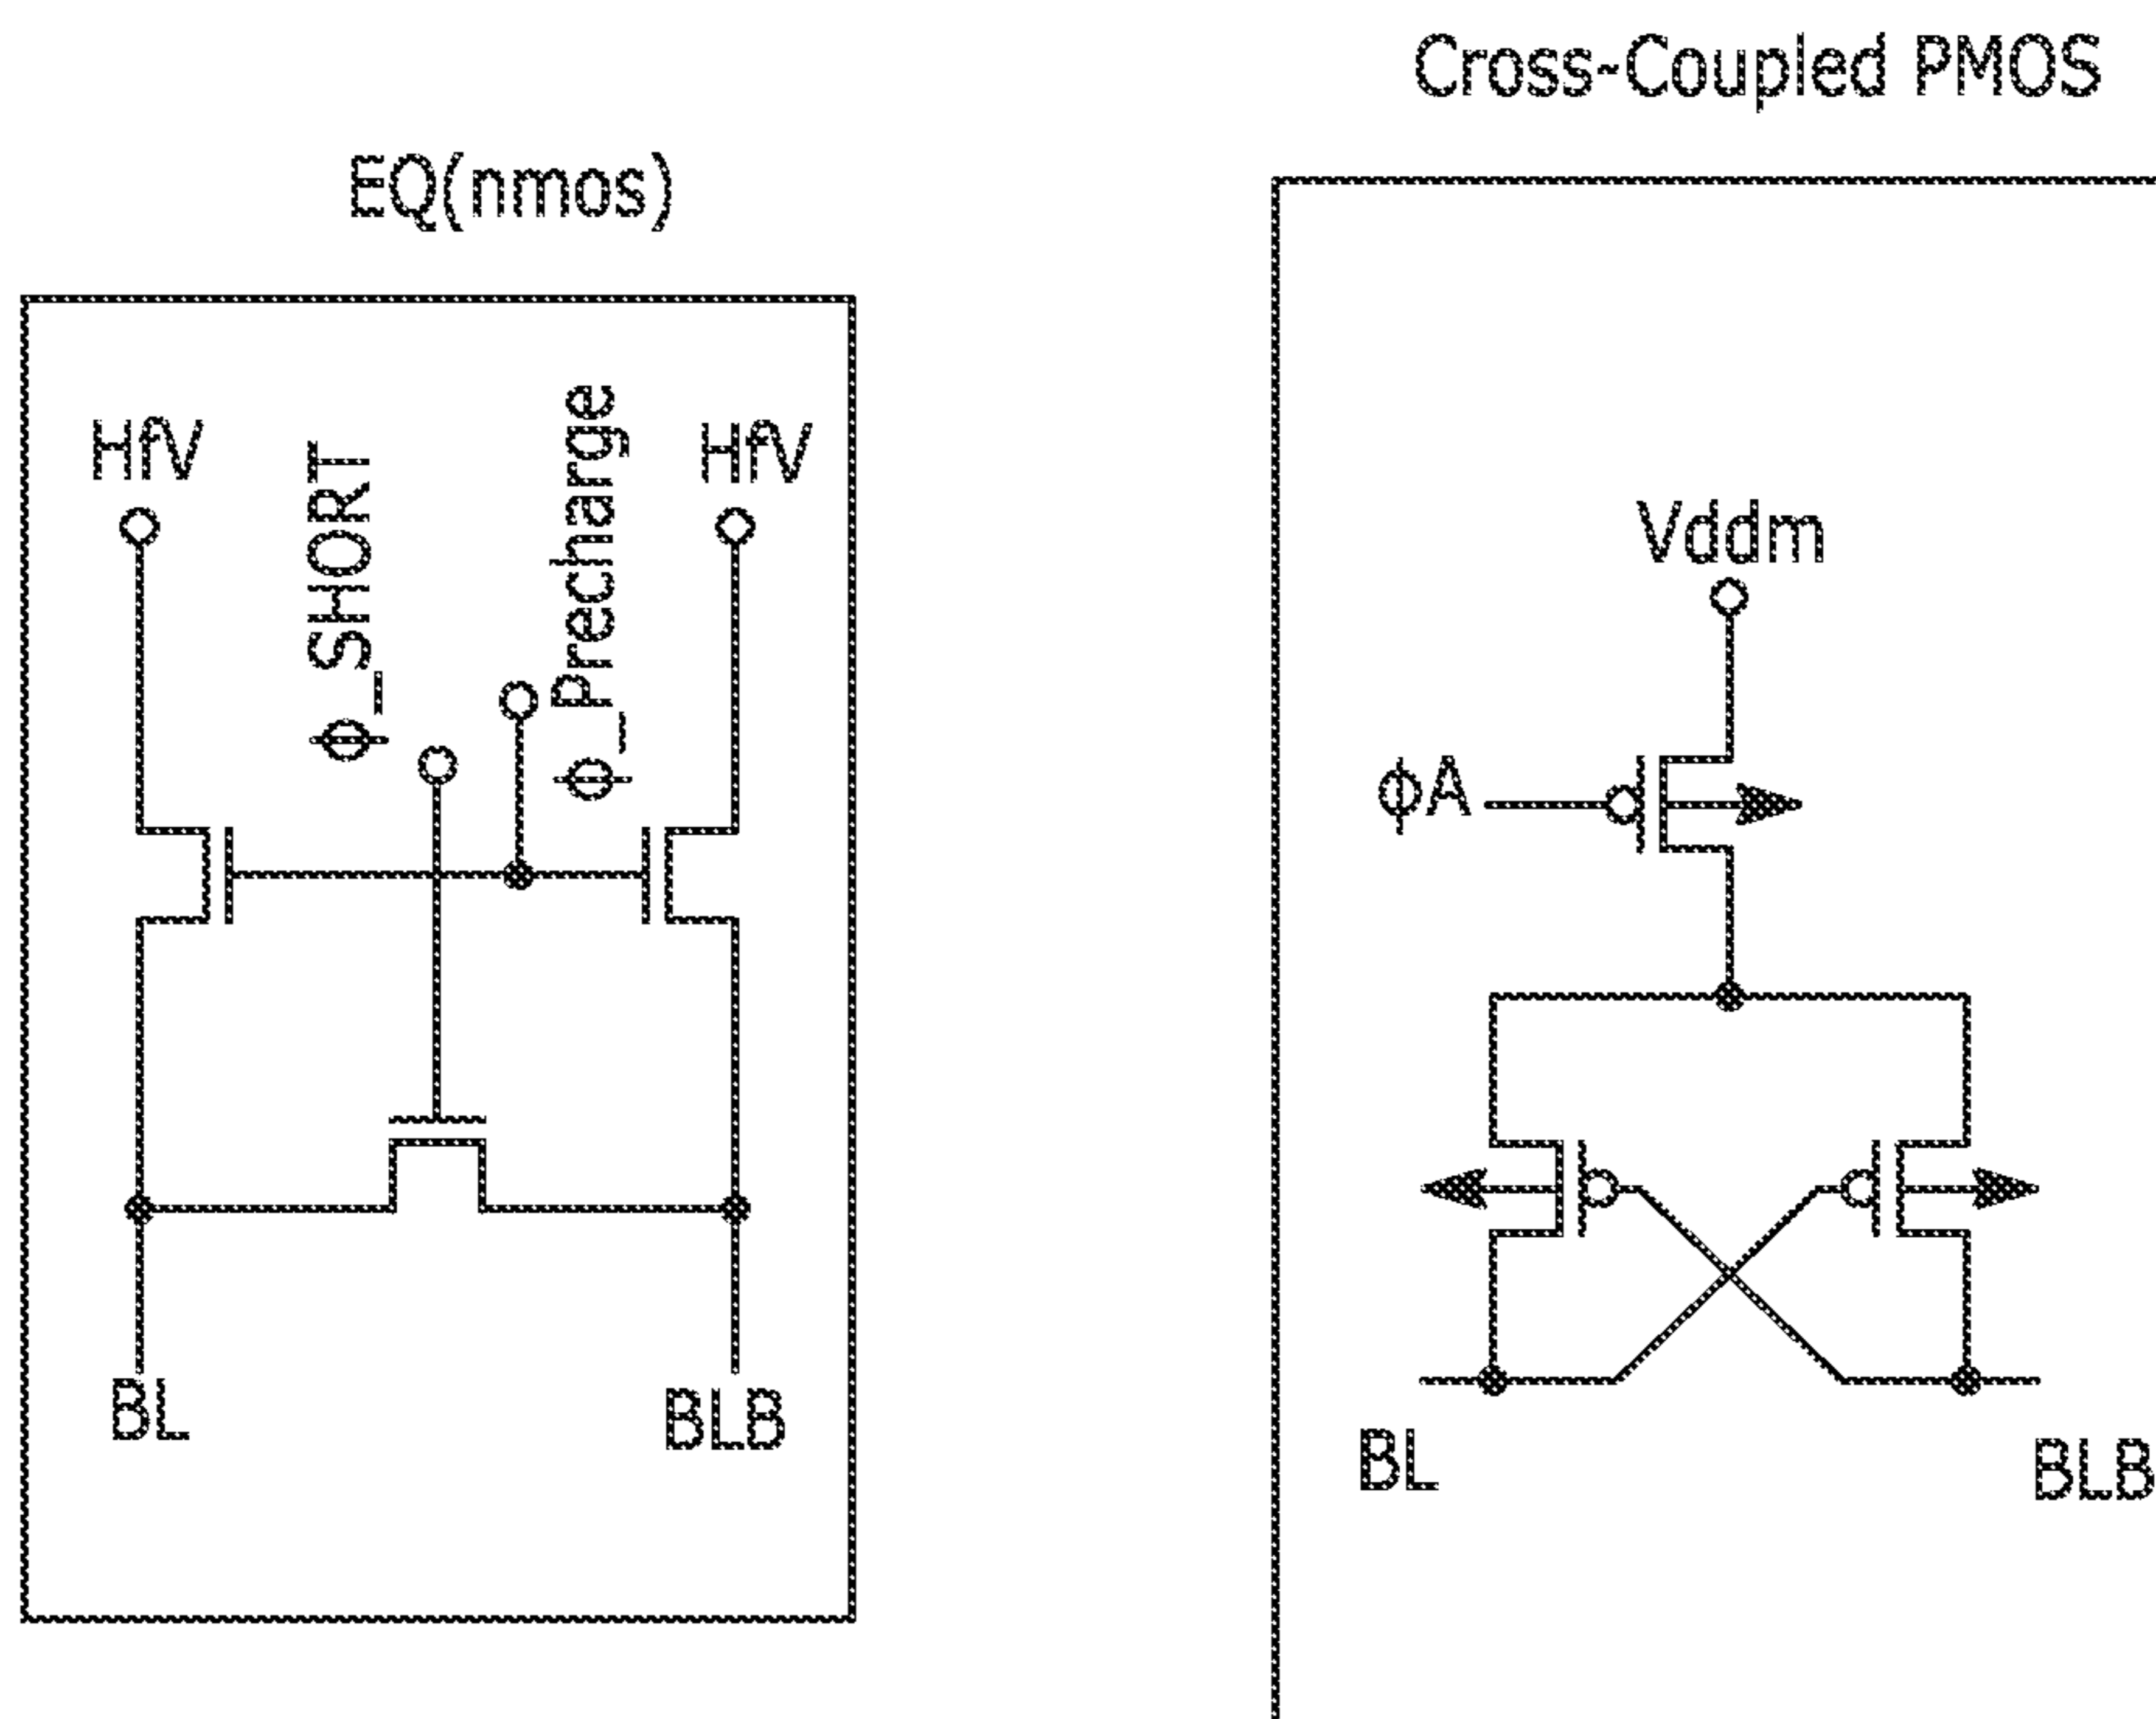 Cross-Coupled PMOS
EQ(nmos)
HfV
ϕ_SHORT
ϕ_Precharge
HfV
Vddm
ϕA
BL
BLB
BL
BLB